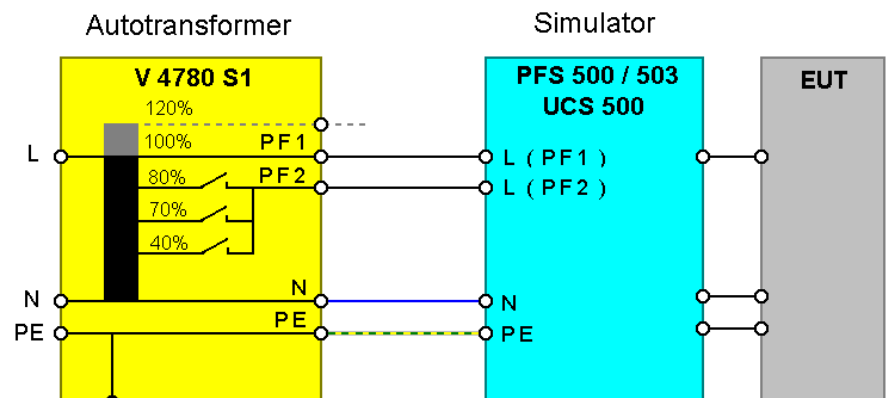 Autotransformer
Simulator
V 4780 S1
PFS 500 / 503
UCS 500
EUT
120%
100%
PF1
L
L ( PF1 )
80%
PF2
L ( PF2 )
70%
40%
N
N
N
PE
PE
PE